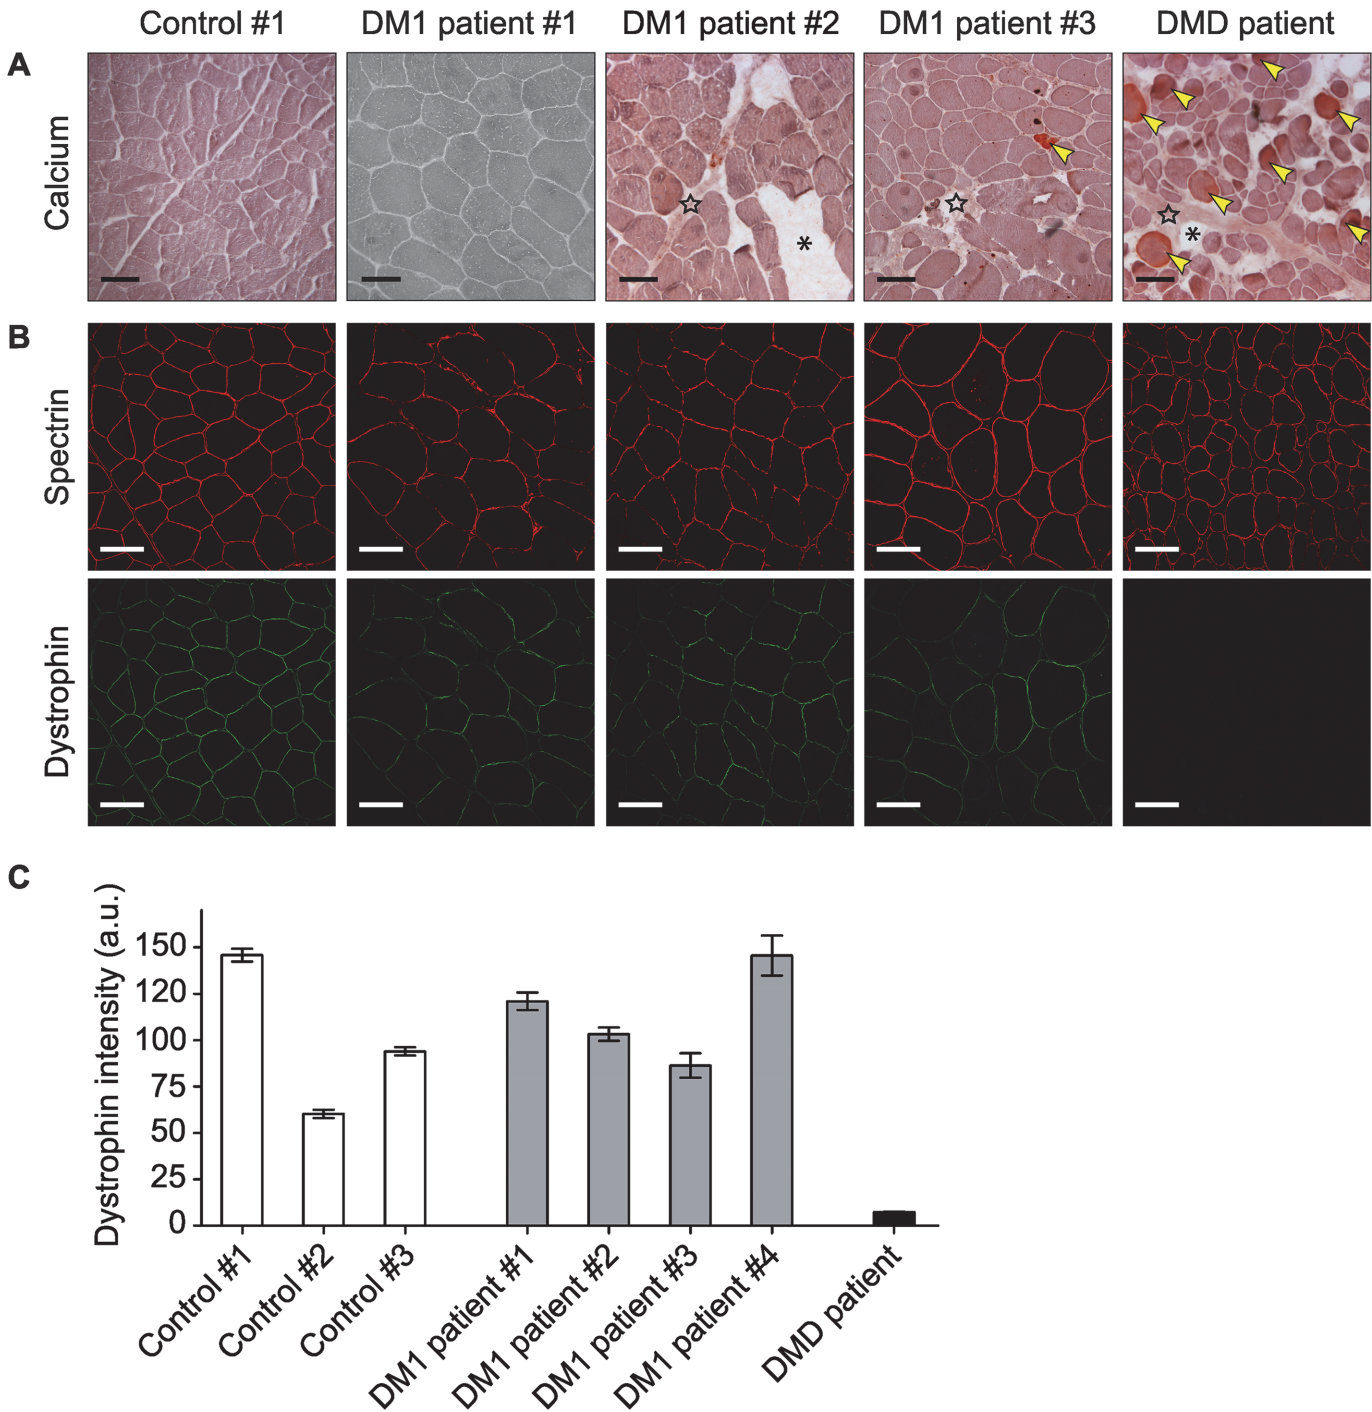 Control #1 DM1 patient #1 DM1 patient #2 DM1 patient #3 DMD patient
A
Calcium
*
*
B
Spectrin
Dystrophin
C
Dystrophin intensity (a.u.)
150
120
100
75
50
25
0
Control #1
Control #2
Control #3
DM1 patient #1
DM1 patient #2
DM1 patient #3
DM1 patient #4
DMD patient